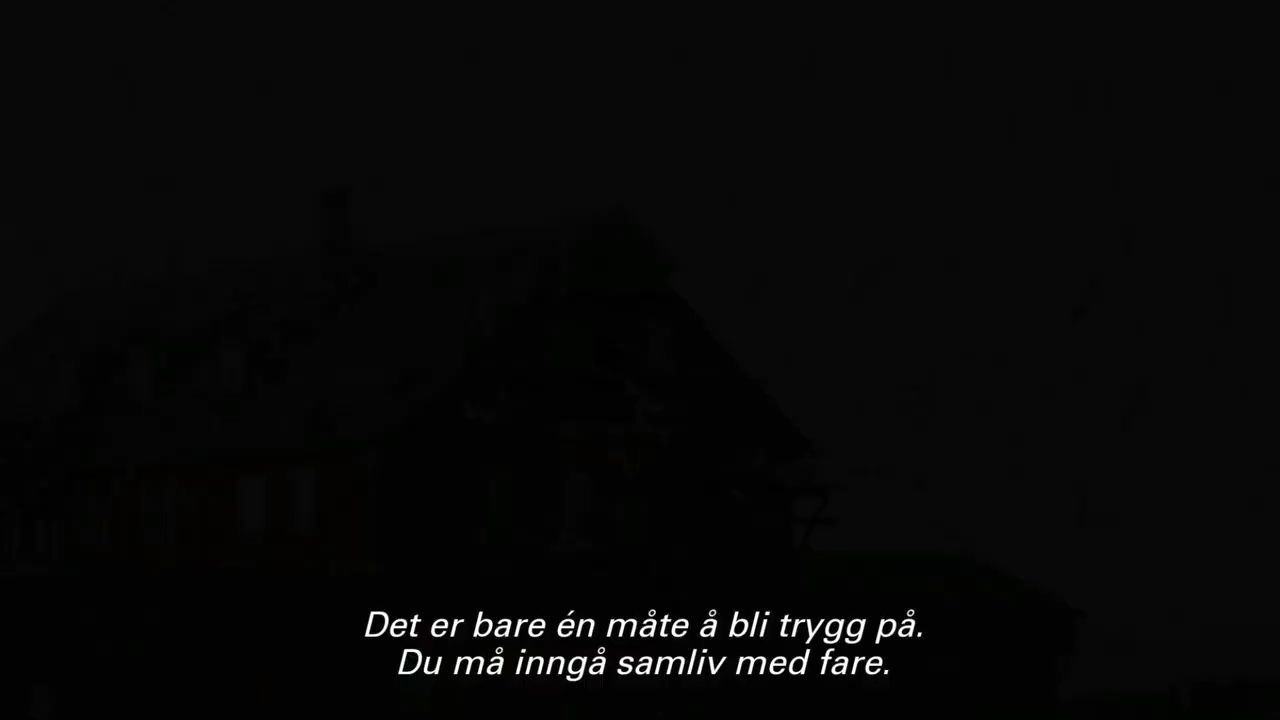 Det er bare én måte å bli trygg på.
Du må inngå samliv med fare.